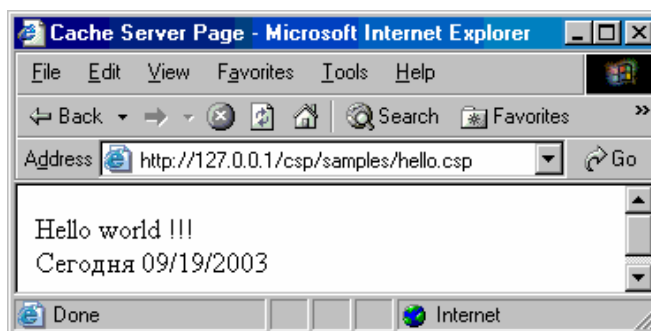 Cache Server Page - Microsoft Internet Explorer
File Edit View Favorites Tools Help
Back Search Favorites »
Address http://127.0.0.1/csp/samples/hello.csp Go
Hello world !!!
Сегодня 09/19/2003
Done Internet